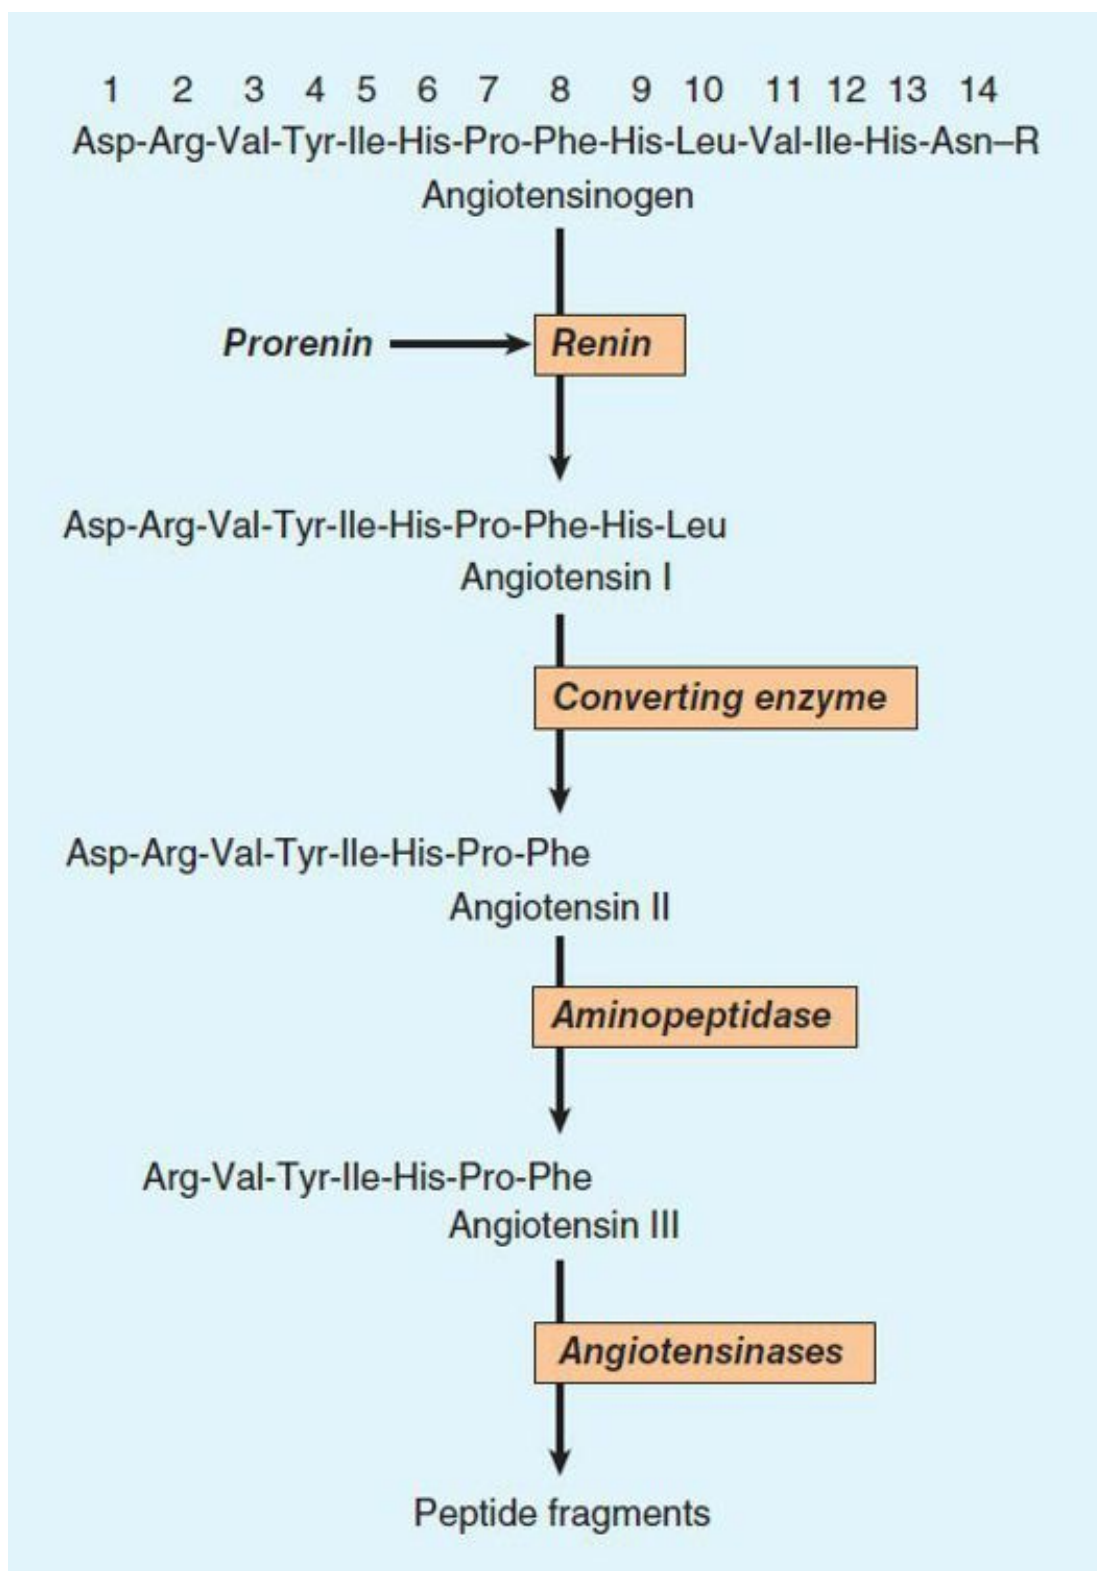 1 2 3 4 5 6 7 8 9 10 11 12 13 14
Asp-Arg-Val-Tyr-Ile-His-Pro-Phe-His-Leu-Val-Ile-His-Asn–R
Angiotensinogen
Prorenin Renin
Asp-Arg-Val-Tyr-Ile-His-Pro-Phe-His-Leu
Angiotensin I
Converting enzyme
Asp-Arg-Val-Tyr-Ile-His-Pro-Phe
Angiotensin II
Aminopeptidase
Arg-Val-Tyr-Ile-His-Pro-Phe
Angiotensin III
Angiotensinases
Peptide fragments